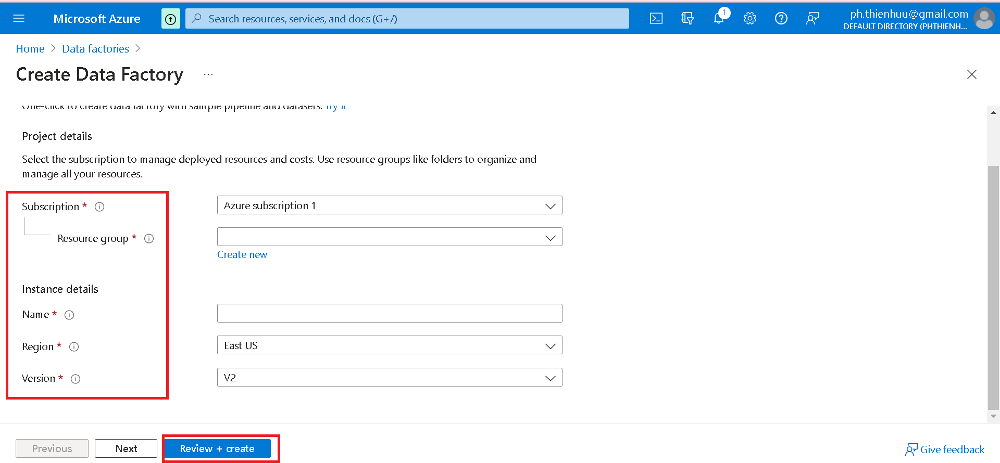 Microsoft Azure
Search resources, services, and docs (G+/)
1
ph.thienhuu@gmail.com
DEFAULT DIRECTORY (PHTHIENH...
Home > Data factories >
Create Data Factory ...
One-click to create data factory with sample pipeline and datasets. Try it
Project details
Select the subscription to manage deployed resources and costs. Use resource groups like folders to organize and
manage all your resources.
Subscription *
Azure subscription 1
Resource group *
Create new
Instance details
Name *
Region *
East US
Version *
V2
Previous
Next
Review + create
Give feedback